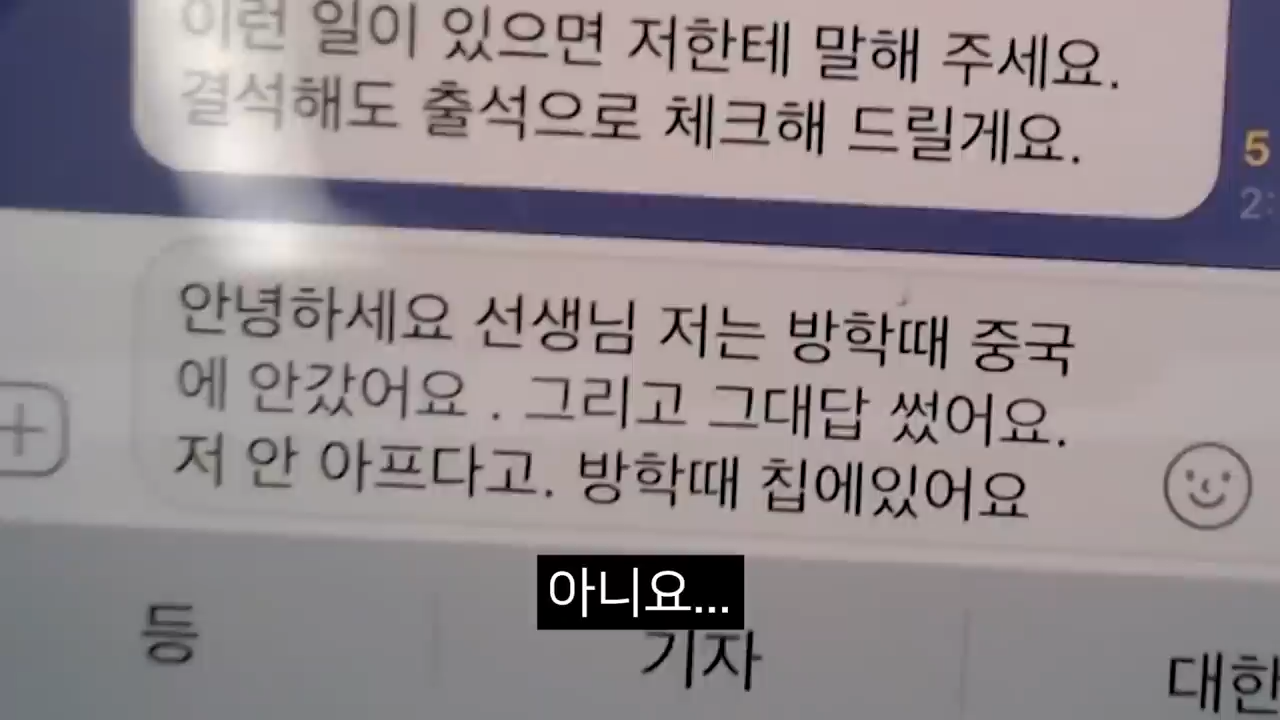 이런 일이 있으면 저한테 말해 주세요.
결석해도 출석으로 체크해 드릴게요.
5
2:
안녕하세요 선생님 저는 방학때 중국
에 안갔어요 . 그리고 그대답 썼어요.
저 안 아프다고. 방학때 칩에있어요
아니요...
등
기자
대한